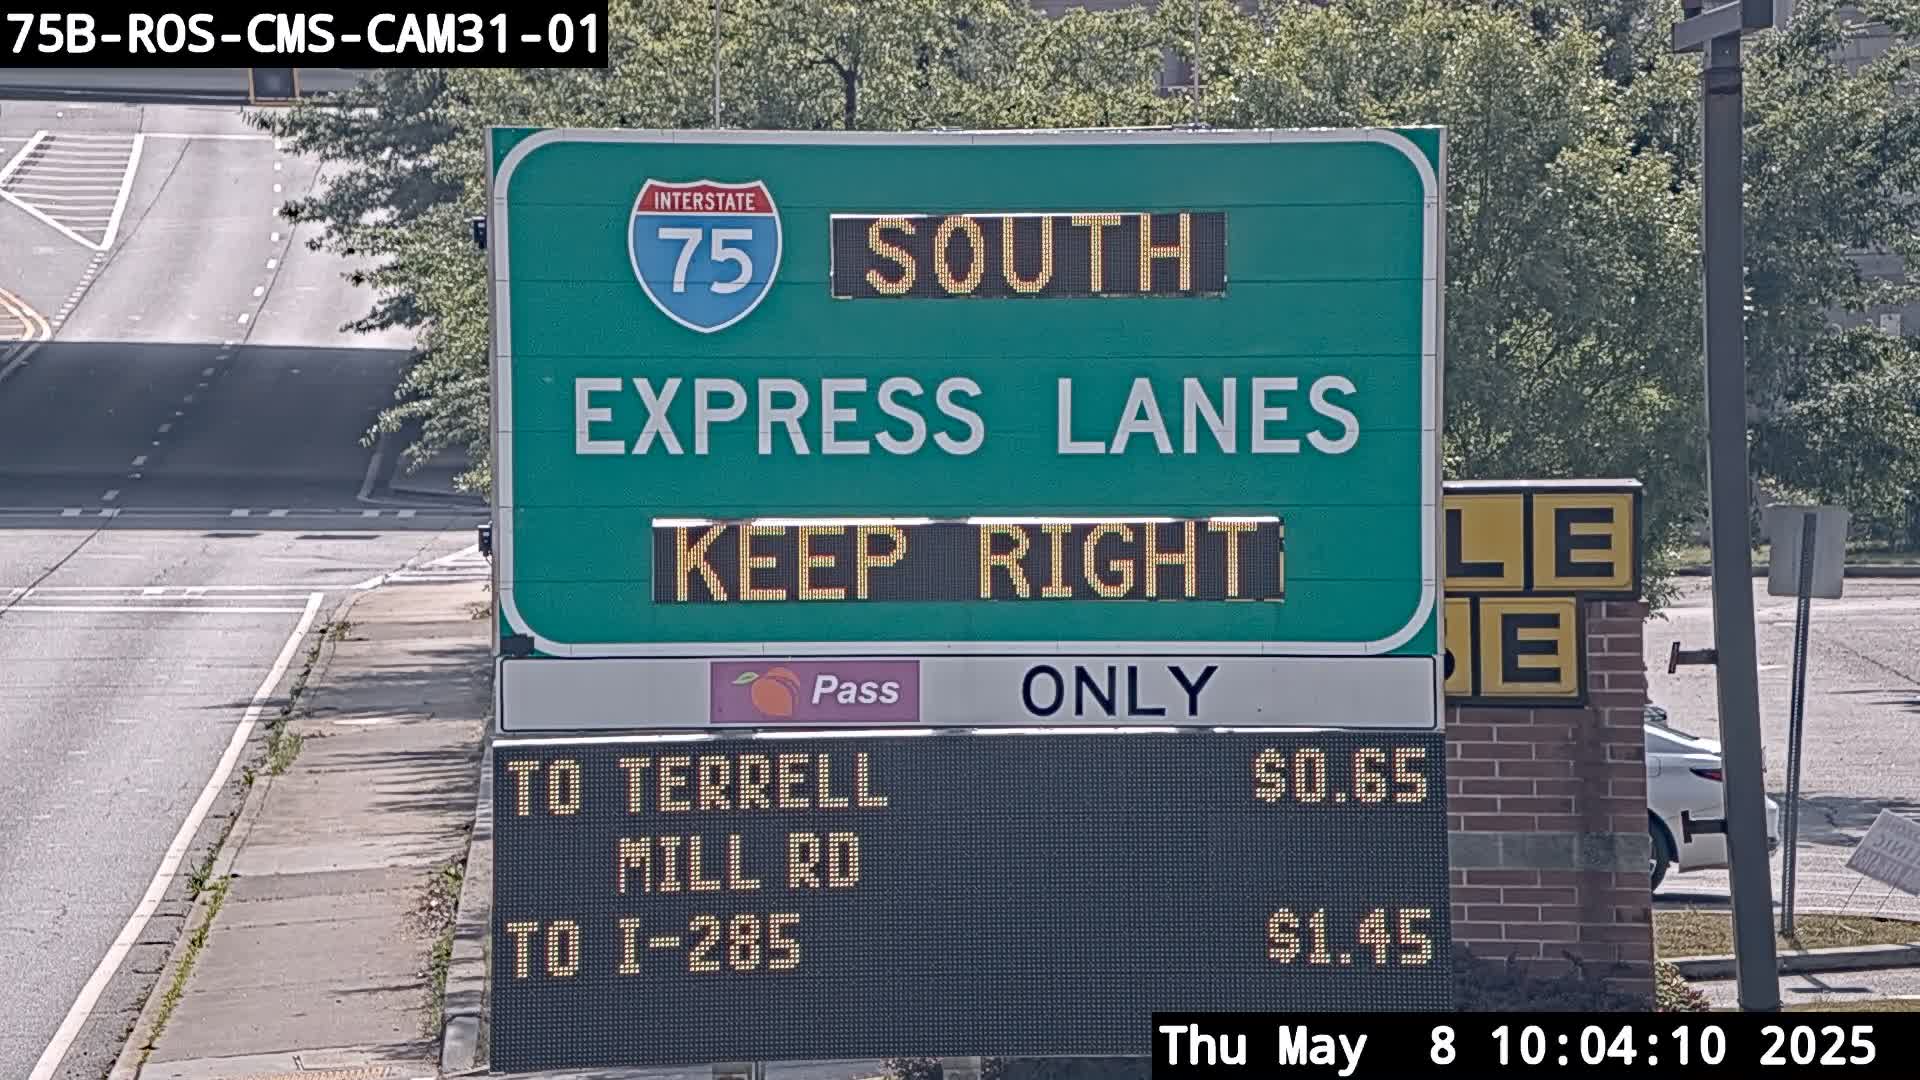 75B-ROS-CMS-CAM31-01
INTERSTATE
75
SOUTH
EXPRESS LANES
KEEP RIGHT
Pass ONLY
LE
E
TO TERRELL $0.65
MILL RD
TO I-285 $1.45
Thu May 8 10:04:10 2025